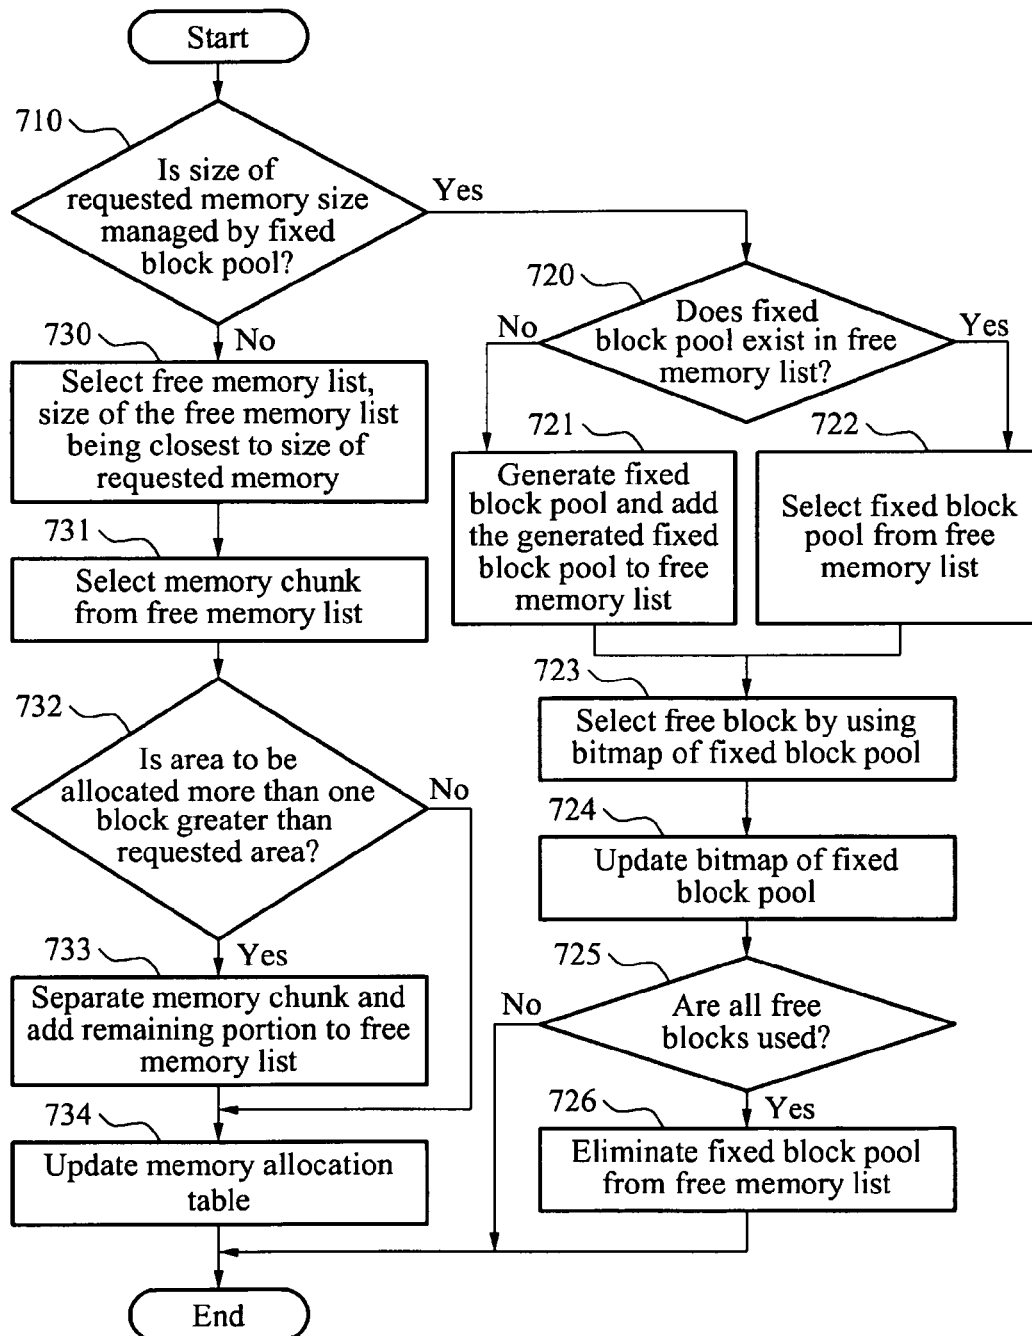 Start
710
Is size of
requested memory size
managed by fixed
block pool?
Yes
No
720
Does fixed
block pool exist in free
memory list?
No
Yes
730
Select free memory list,
size of the free memory list
being closest to size of
requested memory
721
Generate fixed
block pool and add
the generated fixed
block pool to free
memory list
722
Select fixed block
pool from free
memory list
731
Select memory chunk
from free memory list
732
Is area to be
allocated more than one
block greater than
requested area?
No
Yes
723
Select free block by using
bitmap of fixed block pool
724
Update bitmap of fixed
block pool
733
Separate memory chunk and
add remaining portion to free
memory list
725
Are all free
blocks used?
No
Yes
734
Update memory allocation
table
726
Eliminate fixed block pool
from free memory list
End